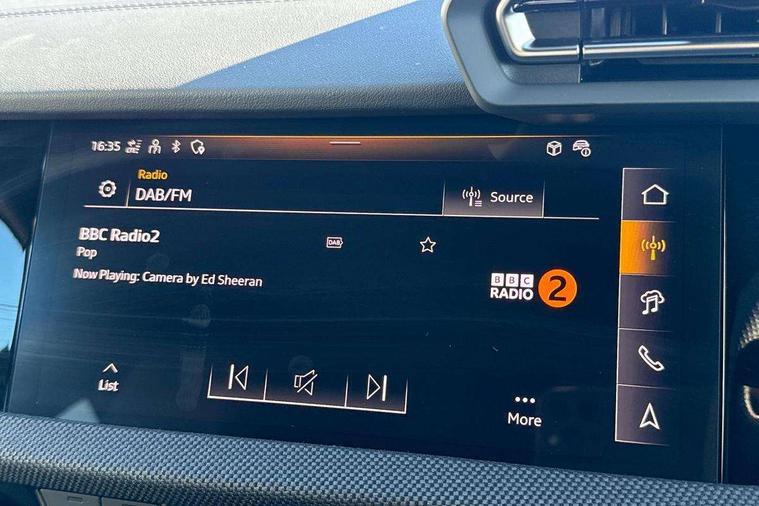 16:35
Radio
DAB/FM
Source
BBC Radio2
DAB
Pop
Now Playing: Camera by Ed Sheeran
BBC
RADIO 2
List
More